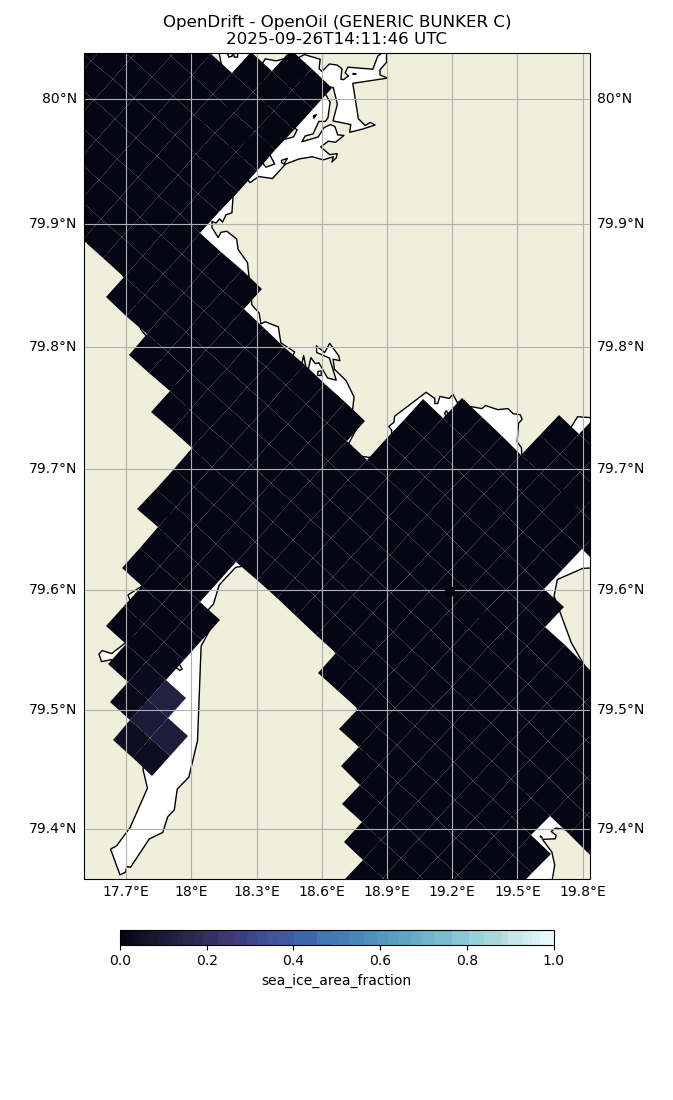 OpenDrift - OpenOil (GENERIC BUNKER C)
2025-09-26T14:11:46 UTC
80°N 80°N
79.9°N 79.9°N
79.8°N 79.8°N
79.7°N 79.7°N
79.6°N 79.6°N
79.5°N 79.5°N
79.4°N 79.4°N
17.7°E 18°E 18.3°E 18.6°E 18.9°E 19.2°E 19.5°E 19.8°E
0.0 0.2 0.4 0.6 0.8 1.0
sea_ice_area_fraction